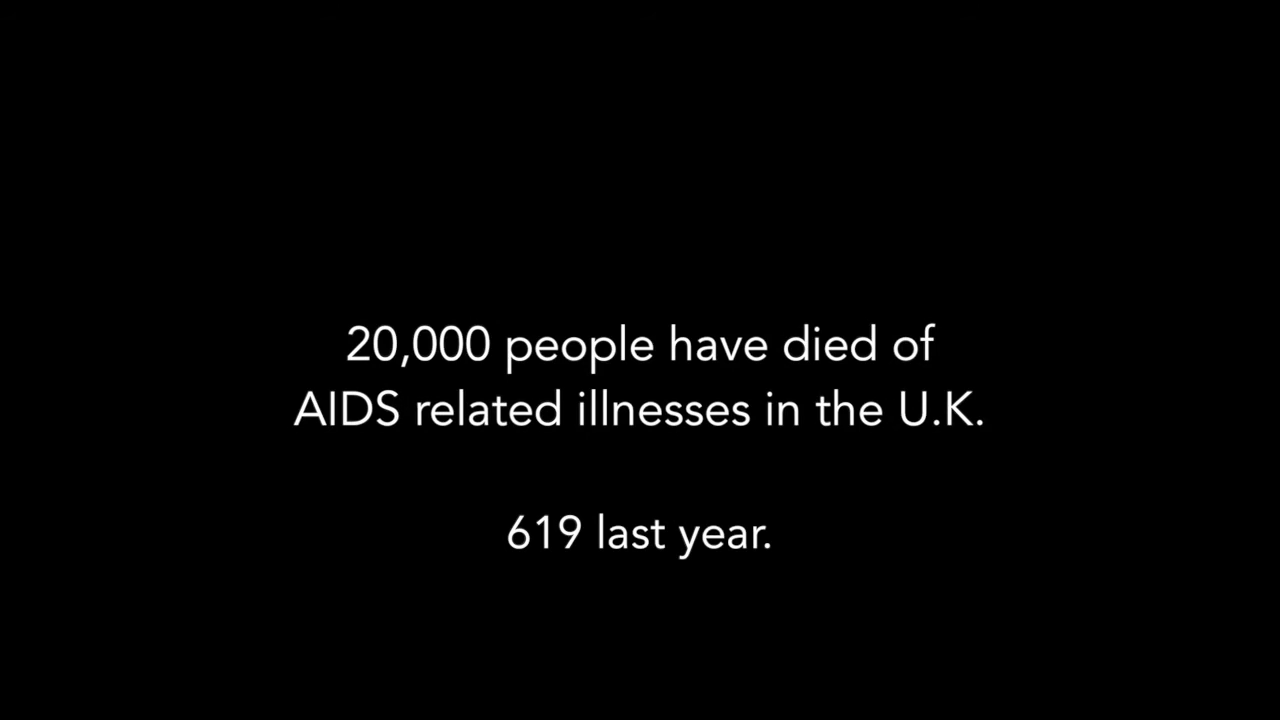 20,000 people have died of
AIDS related illnesses in the U.K.
619 last year.